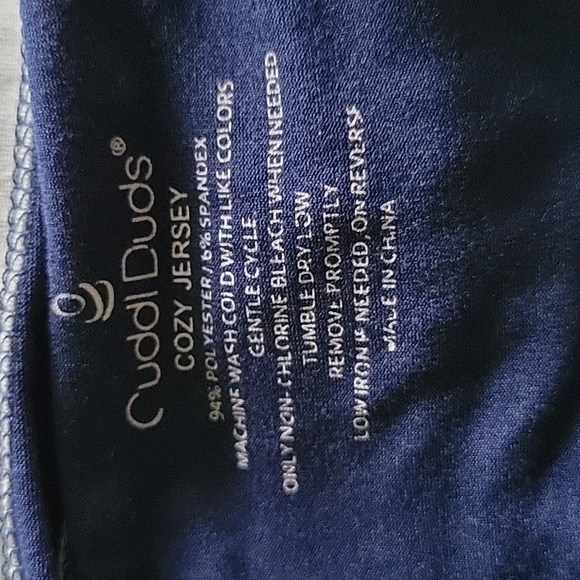 Cuddl Duds®
COZY JERSEY
94% POLYESTER / 6% SPANDEX
MACHINE WASH COLD WITH LIKE COLORS
GENTLE CYCLE
ONLY NON-CHLORINE BLEACH WHEN NEEDED
TUMBLE DRY LOW
REMOVE PROMPTLY
LOW IRON IF NEEDED, ON REVERSE
MADE IN CHINA